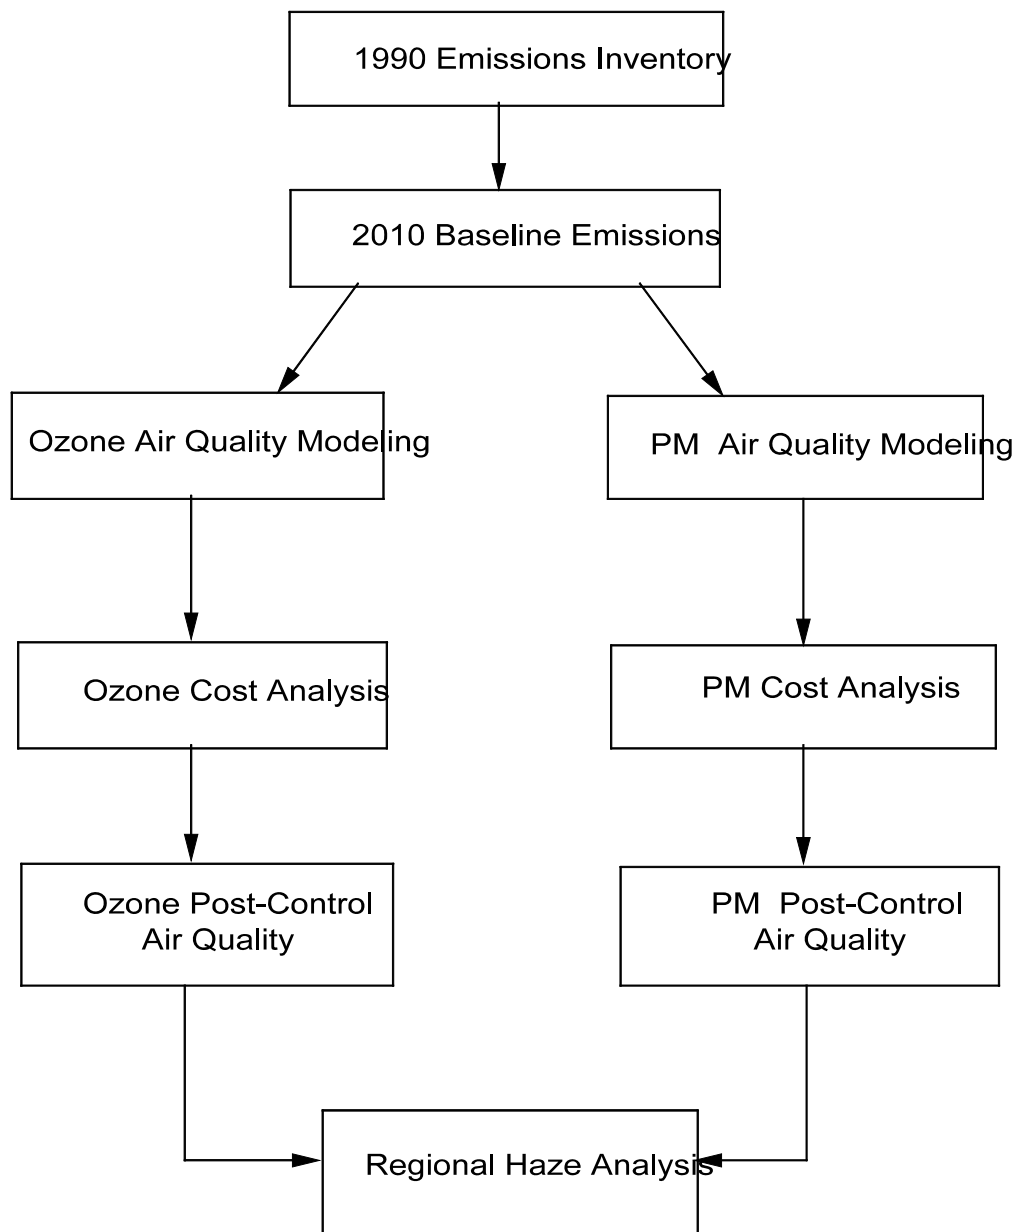 1990 Emissions Inventory
2010 Baseline Emissions
Ozone Air Quality Modeling
PM  Air Quality Modeling
Ozone Cost Analysis
PM Cost Analysis
Ozone Post-Control
Air Quality
PM  Post-Control
Air Quality
Regional Haze Analysis